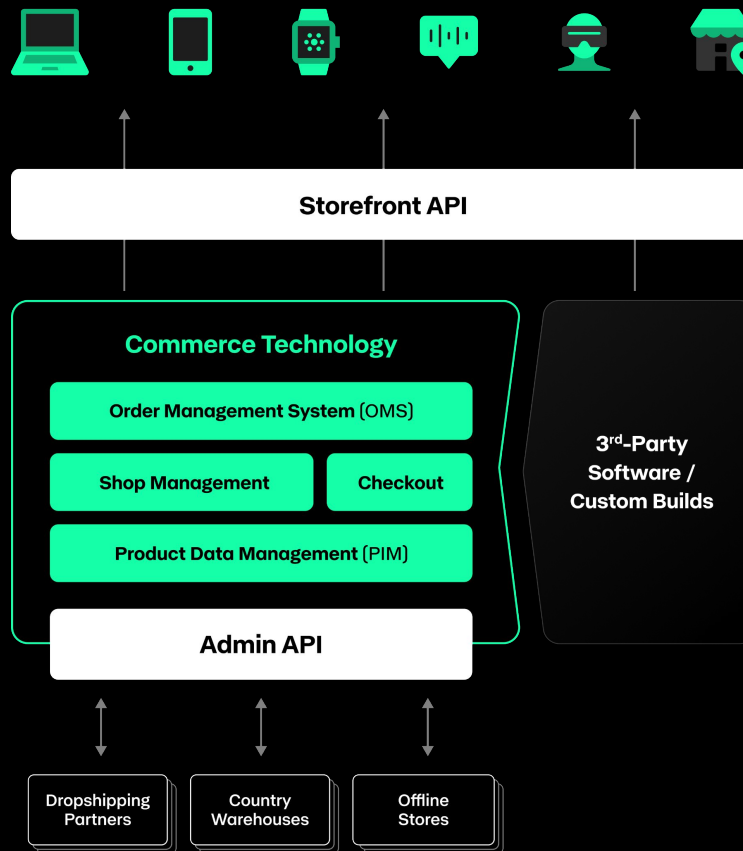 Storefront API
Commerce Technology
Order Management System (OMS)
Shop Management
Checkout
Product Data Management (PIM)
3rd-Party
Software /
Custom Builds
Admin API
Dropshipping
Partners
Country
Warehouses
Offline
Stores